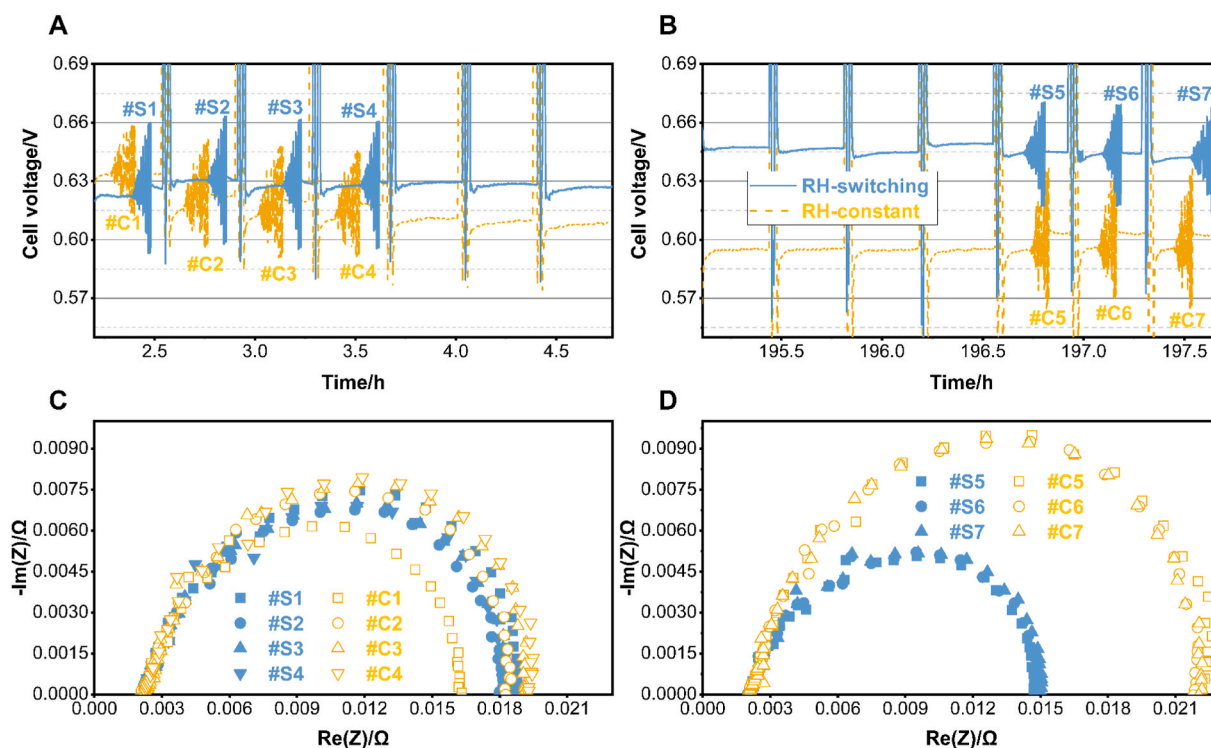 A
B
0.69
0.66
0.63
0.60
0.57
Cell voltage/V
#S1
#S2
#S3
#S4
#C1
#C2
#C3
#C4
2.5
3.0
3.5
4.0
4.5
Time/h
0.69
0.66
0.63
0.60
0.57
Cell voltage/V
#S5
#S6
#S7
RH-switching
RH-constant
#C5
#C6
#C7
195.5
196.0
196.5
197.0
197.5
Time/h
C
D
0.0090
0.0075
0.0060
0.0045
0.0030
0.0015
0.0000
-Im(Z)/Ω
#S1
#C1
#S2
#C2
#S3
#C3
#S4
#C4
0.000
0.003
0.006
0.009
0.012
0.015
0.018
0.021
Re(Z)/Ω
0.0090
0.0075
0.0060
0.0045
0.0030
0.0015
0.0000
-Im(Z)/Ω
#S5
#C5
#S6
#C6
#S7
#C7
0.000
0.003
0.006
0.009
0.012
0.015
0.018
0.021
Re(Z)/Ω